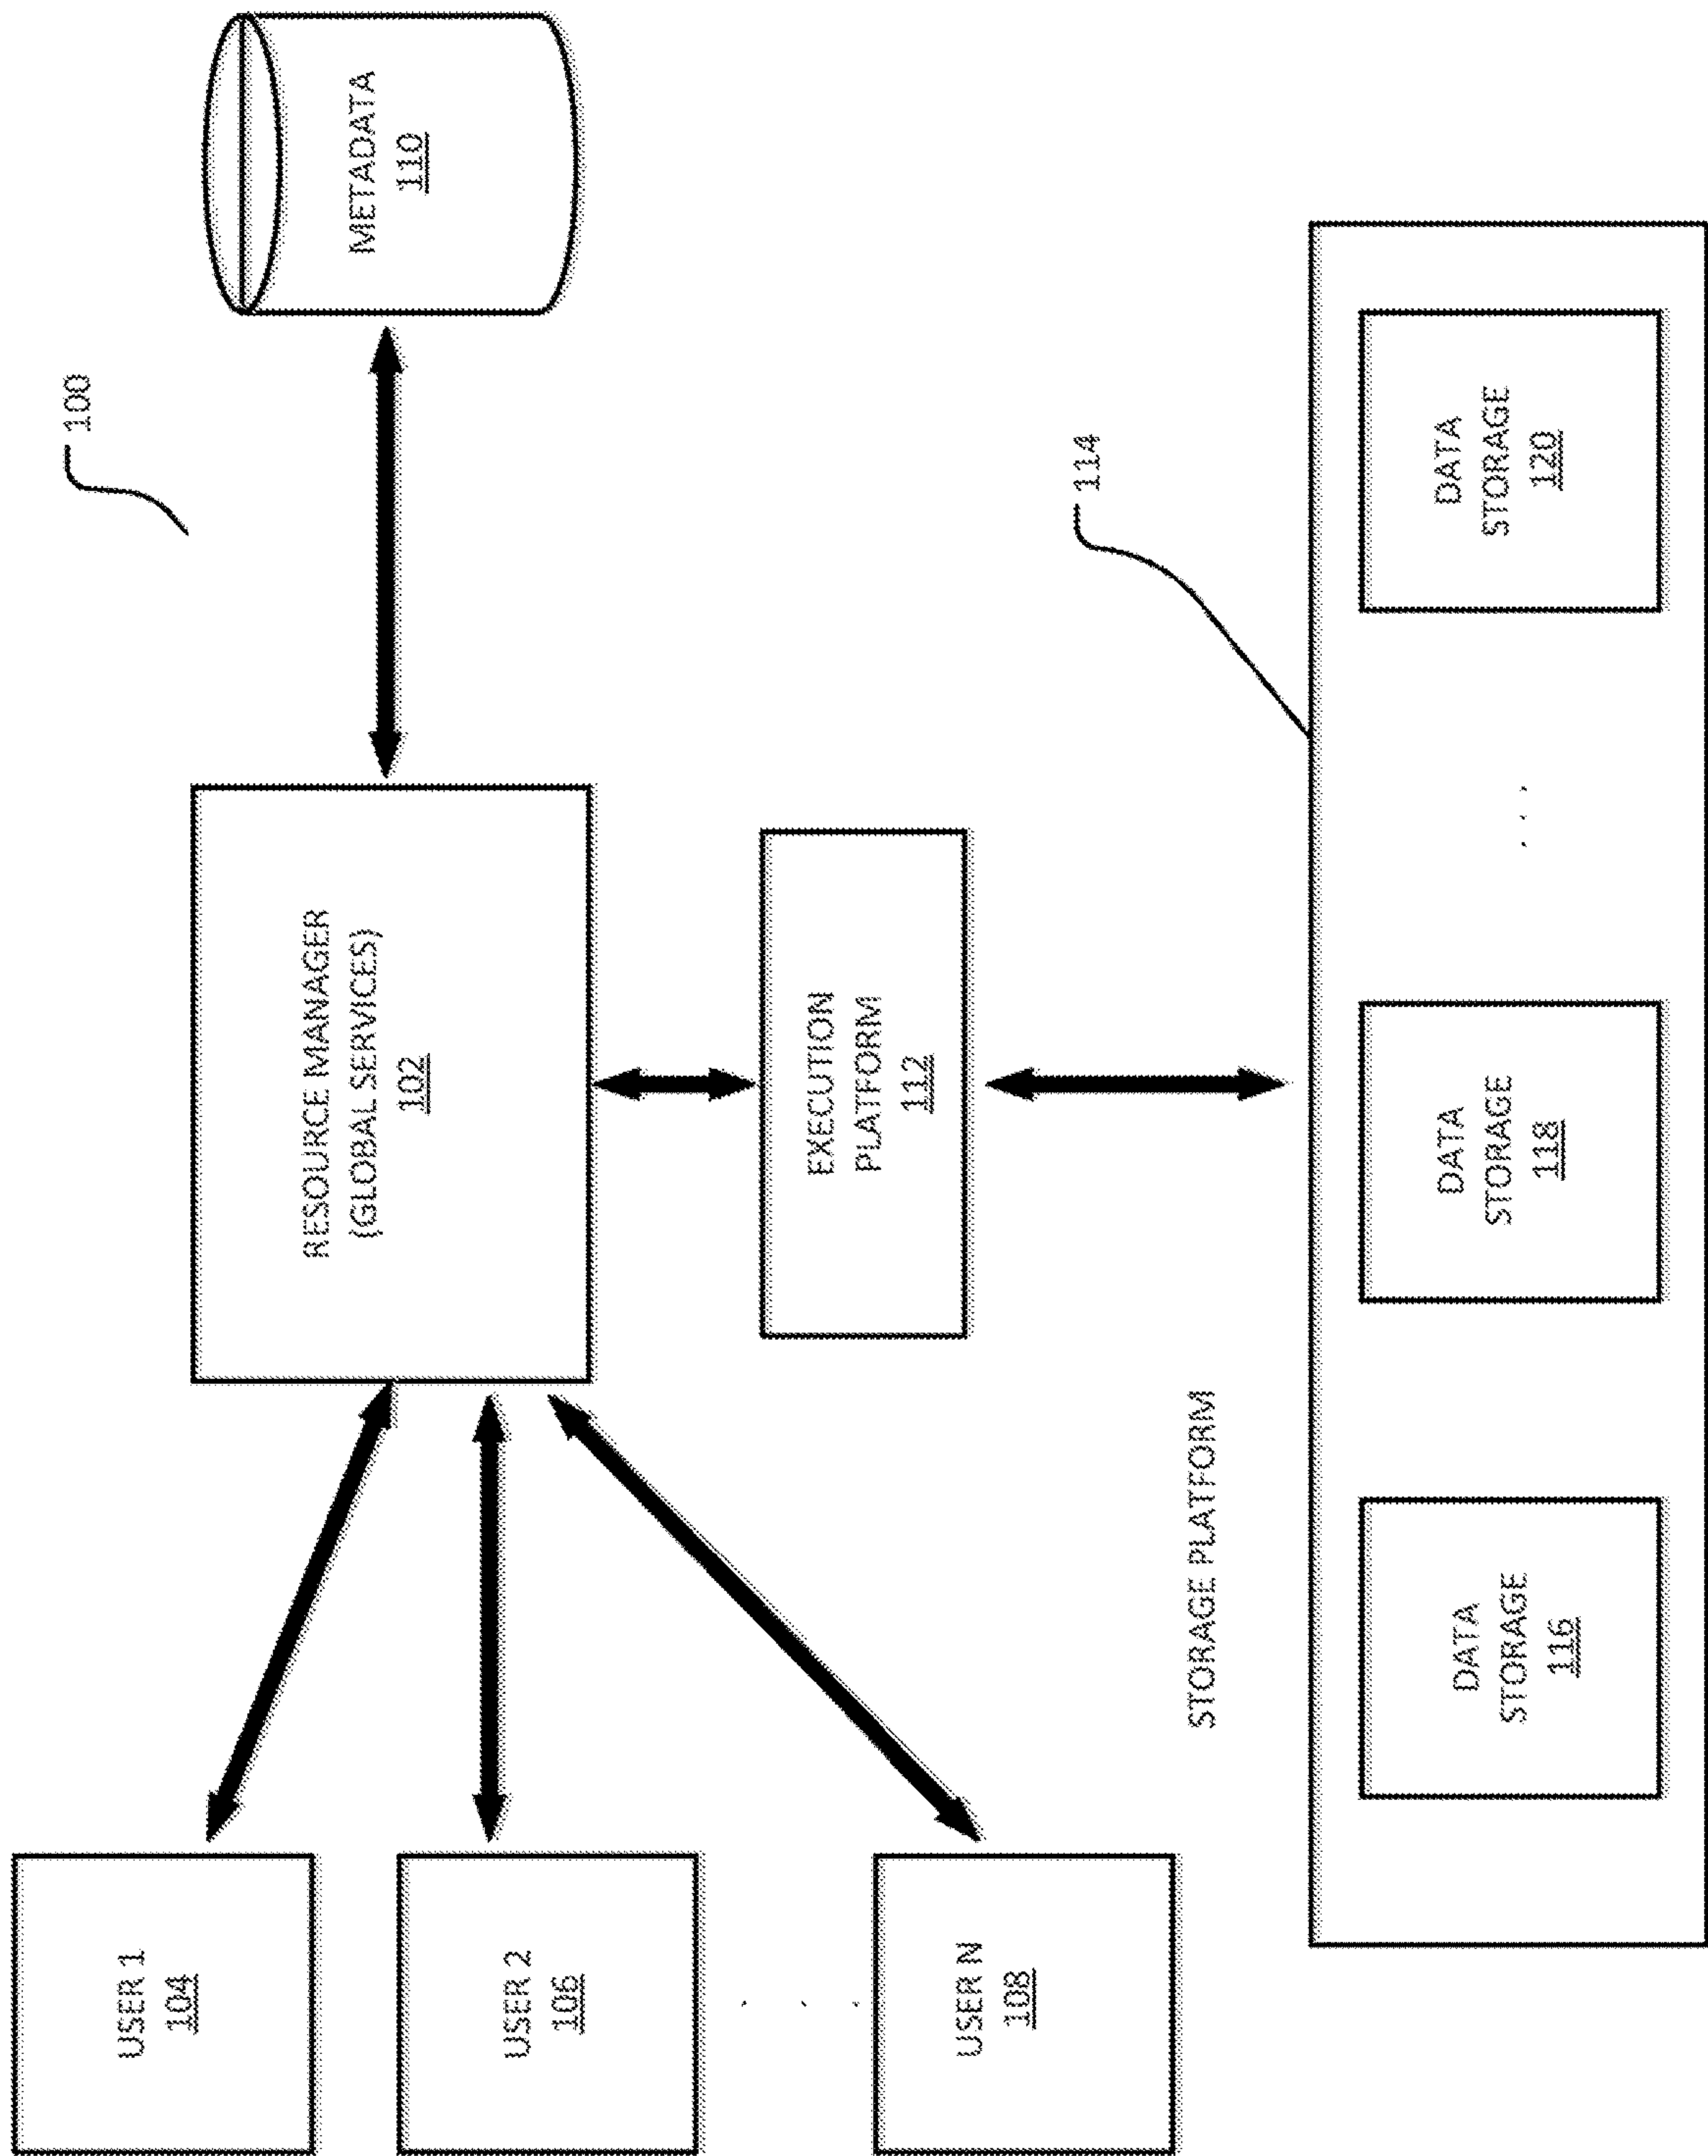 100
USER 1
104
RESOURCE MANAGER
(GLOBAL SERVICES)
102
METADATA
110
USER 2
106
. . .
USER N
108
EXECUTION
PLATFORM
112
STORAGE PLATFORM
114
DATA
STORAGE
116
DATA
STORAGE
118
. . .
DATA
STORAGE
120